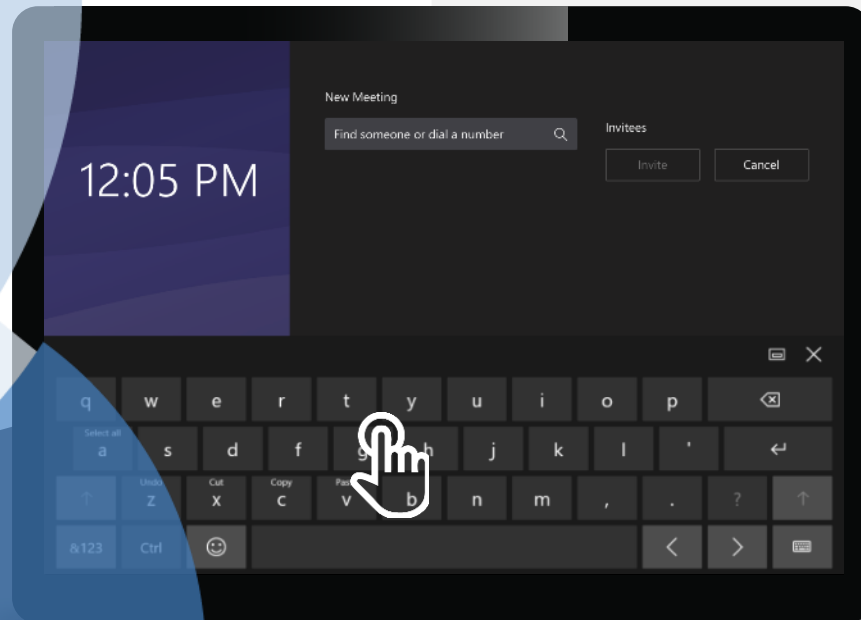 New Meeting
Find someone or dial a number
Invitees
Invite Cancel
12:05 PM
q w e r t y u i o p
Select all
a s d f g h j k l '
Undo Cut Copy
z x c v b n m , . ?
&123 Ctrl